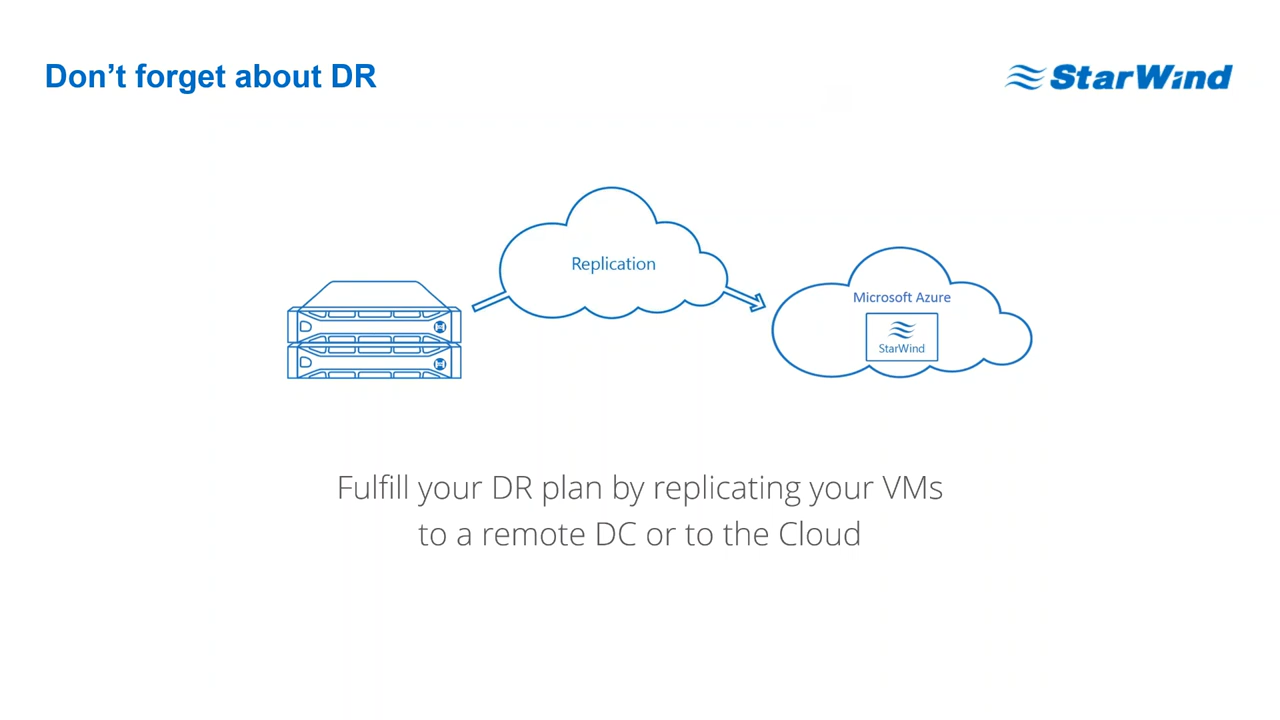 Don’t forget about DR
StarWind
Replication
Microsoft Azure
StarWind
Fulfill your DR plan by replicating your VMs
to a remote DC or to the Cloud